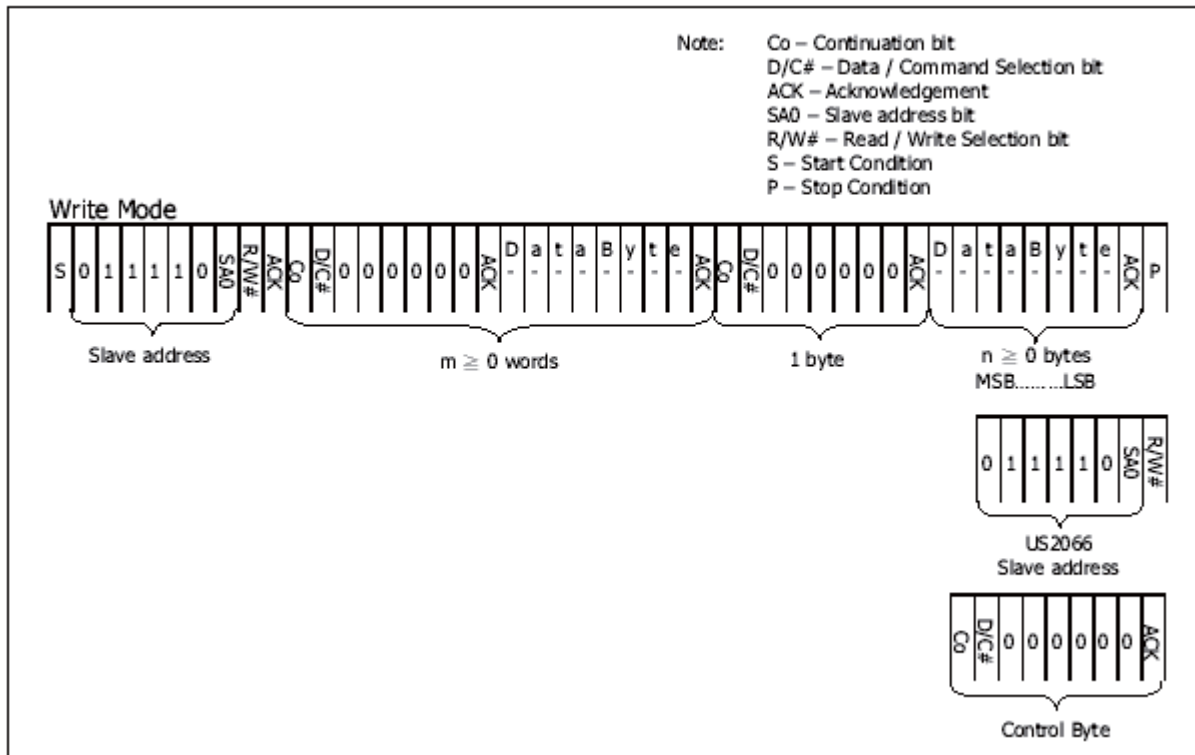 Note: Co – Continuation bit
D/C# – Data / Command Selection bit
ACK – Acknowledgement
SA0 – Slave address bit
R/W# – Read / Write Selection bit
S – Start Condition
P – Stop Condition
Write Mode
S 0 1 1 1 1 0 SA0 R/W# ACK Co D/C# 0 0 0 0 0 0 ACK D a t a B y t e ACK Co D/C# 0 0 0 0 0 0 ACK D a t a B y t e ACK P
Slave address
m ≧ 0 words
1 byte
n ≧ 0 bytes
MSB.........LSB
0 1 1 1 1 0 SA0 R/W#
US2066
Slave address
Co D/C# 0 0 0 0 0 0 ACK
Control Byte